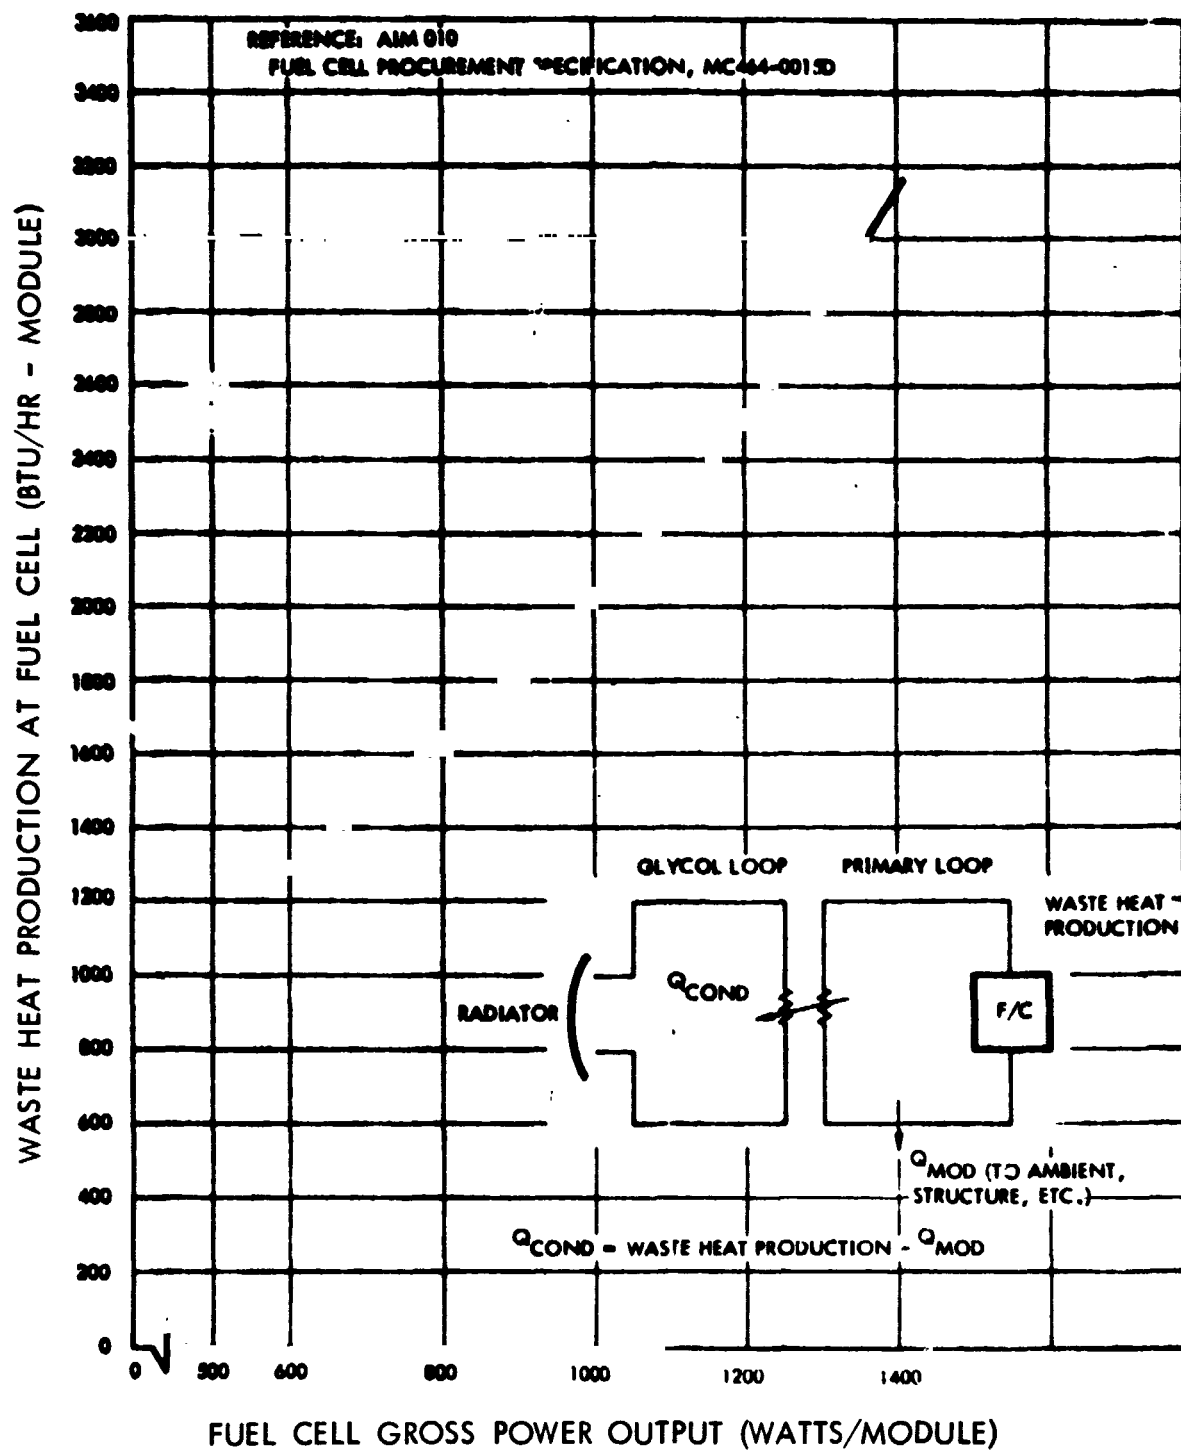 REFERENCE: AIM 010
FUEL CELL PROCUREMENT SPECIFICATION, MC464-0015D
WASTE HEAT PRODUCTION AT FUEL CELL (BTU/HR - MODULE)
3600
3400
3200
3000
2800
2600
2400
2200
2000
1800
1600
1400
1200
1000
800
600
400
200
0
GLYCOL LOOP
PRIMARY LOOP
WASTE HEAT
PRODUCTION
QCOND
RADIATOR
F/C
QMOD (TO AMBIENT,
STRUCTURE, ETC.)
QCOND = WASTE HEAT PRODUCTION - QMOD
0 500 600 800 1000 1200 1400
FUEL CELL GROSS POWER OUTPUT (WATTS/MODULE)